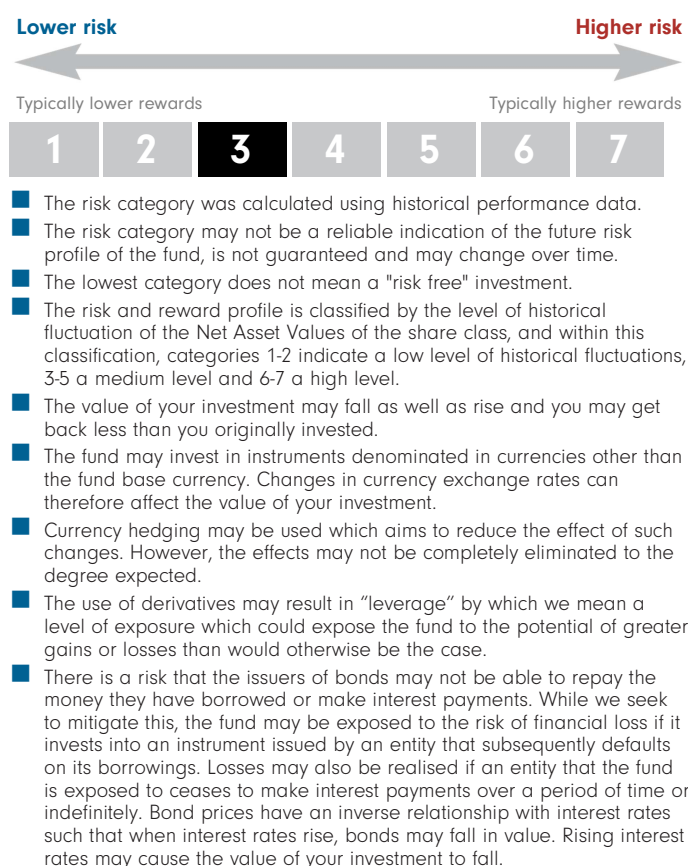 Lower risk Higher risk
Typically lower rewards Typically higher rewards
1 2 3 4 5 6 7
The risk category was calculated using historical performance data.
The risk category may not be a reliable indication of the future risk
profile of the fund, is not guaranteed and may change over time.
The lowest category does not mean a "risk free" investment.
The risk and reward profile is classified by the level of historical
fluctuation of the Net Asset Values of the share class, and within this
classification, categories 1-2 indicate a low level of historical fluctuations,
3-5 a medium level and 6-7 a high level.
The value of your investment may fall as well as rise and you may get
back less than you originally invested.
The fund may invest in instruments denominated in currencies other than
the fund base currency. Changes in currency exchange rates can
therefore affect the value of your investment.
Currency hedging may be used which aims to reduce the effect of such
changes. However, the effects may not be completely eliminated to the
degree expected.
The use of derivatives may result in “leverage” by which we mean a
level of exposure which could expose the fund to the potential of greater
gains or losses than would otherwise be the case.
There is a risk that the issuers of bonds may not be able to repay the
money they have borrowed or make interest payments. While we seek
to mitigate this, the fund may be exposed to the risk of financial loss if it
invests into an instrument issued by an entity that subsequently defaults
on its borrowings. Losses may also be realised if an entity that the fund
is exposed to ceases to make interest payments over a period of time or
indefinitely. Bond prices have an inverse relationship with interest rates
such that when interest rates rise, bonds may fall in value. Rising interest
rates may cause the value of your investment to fall.